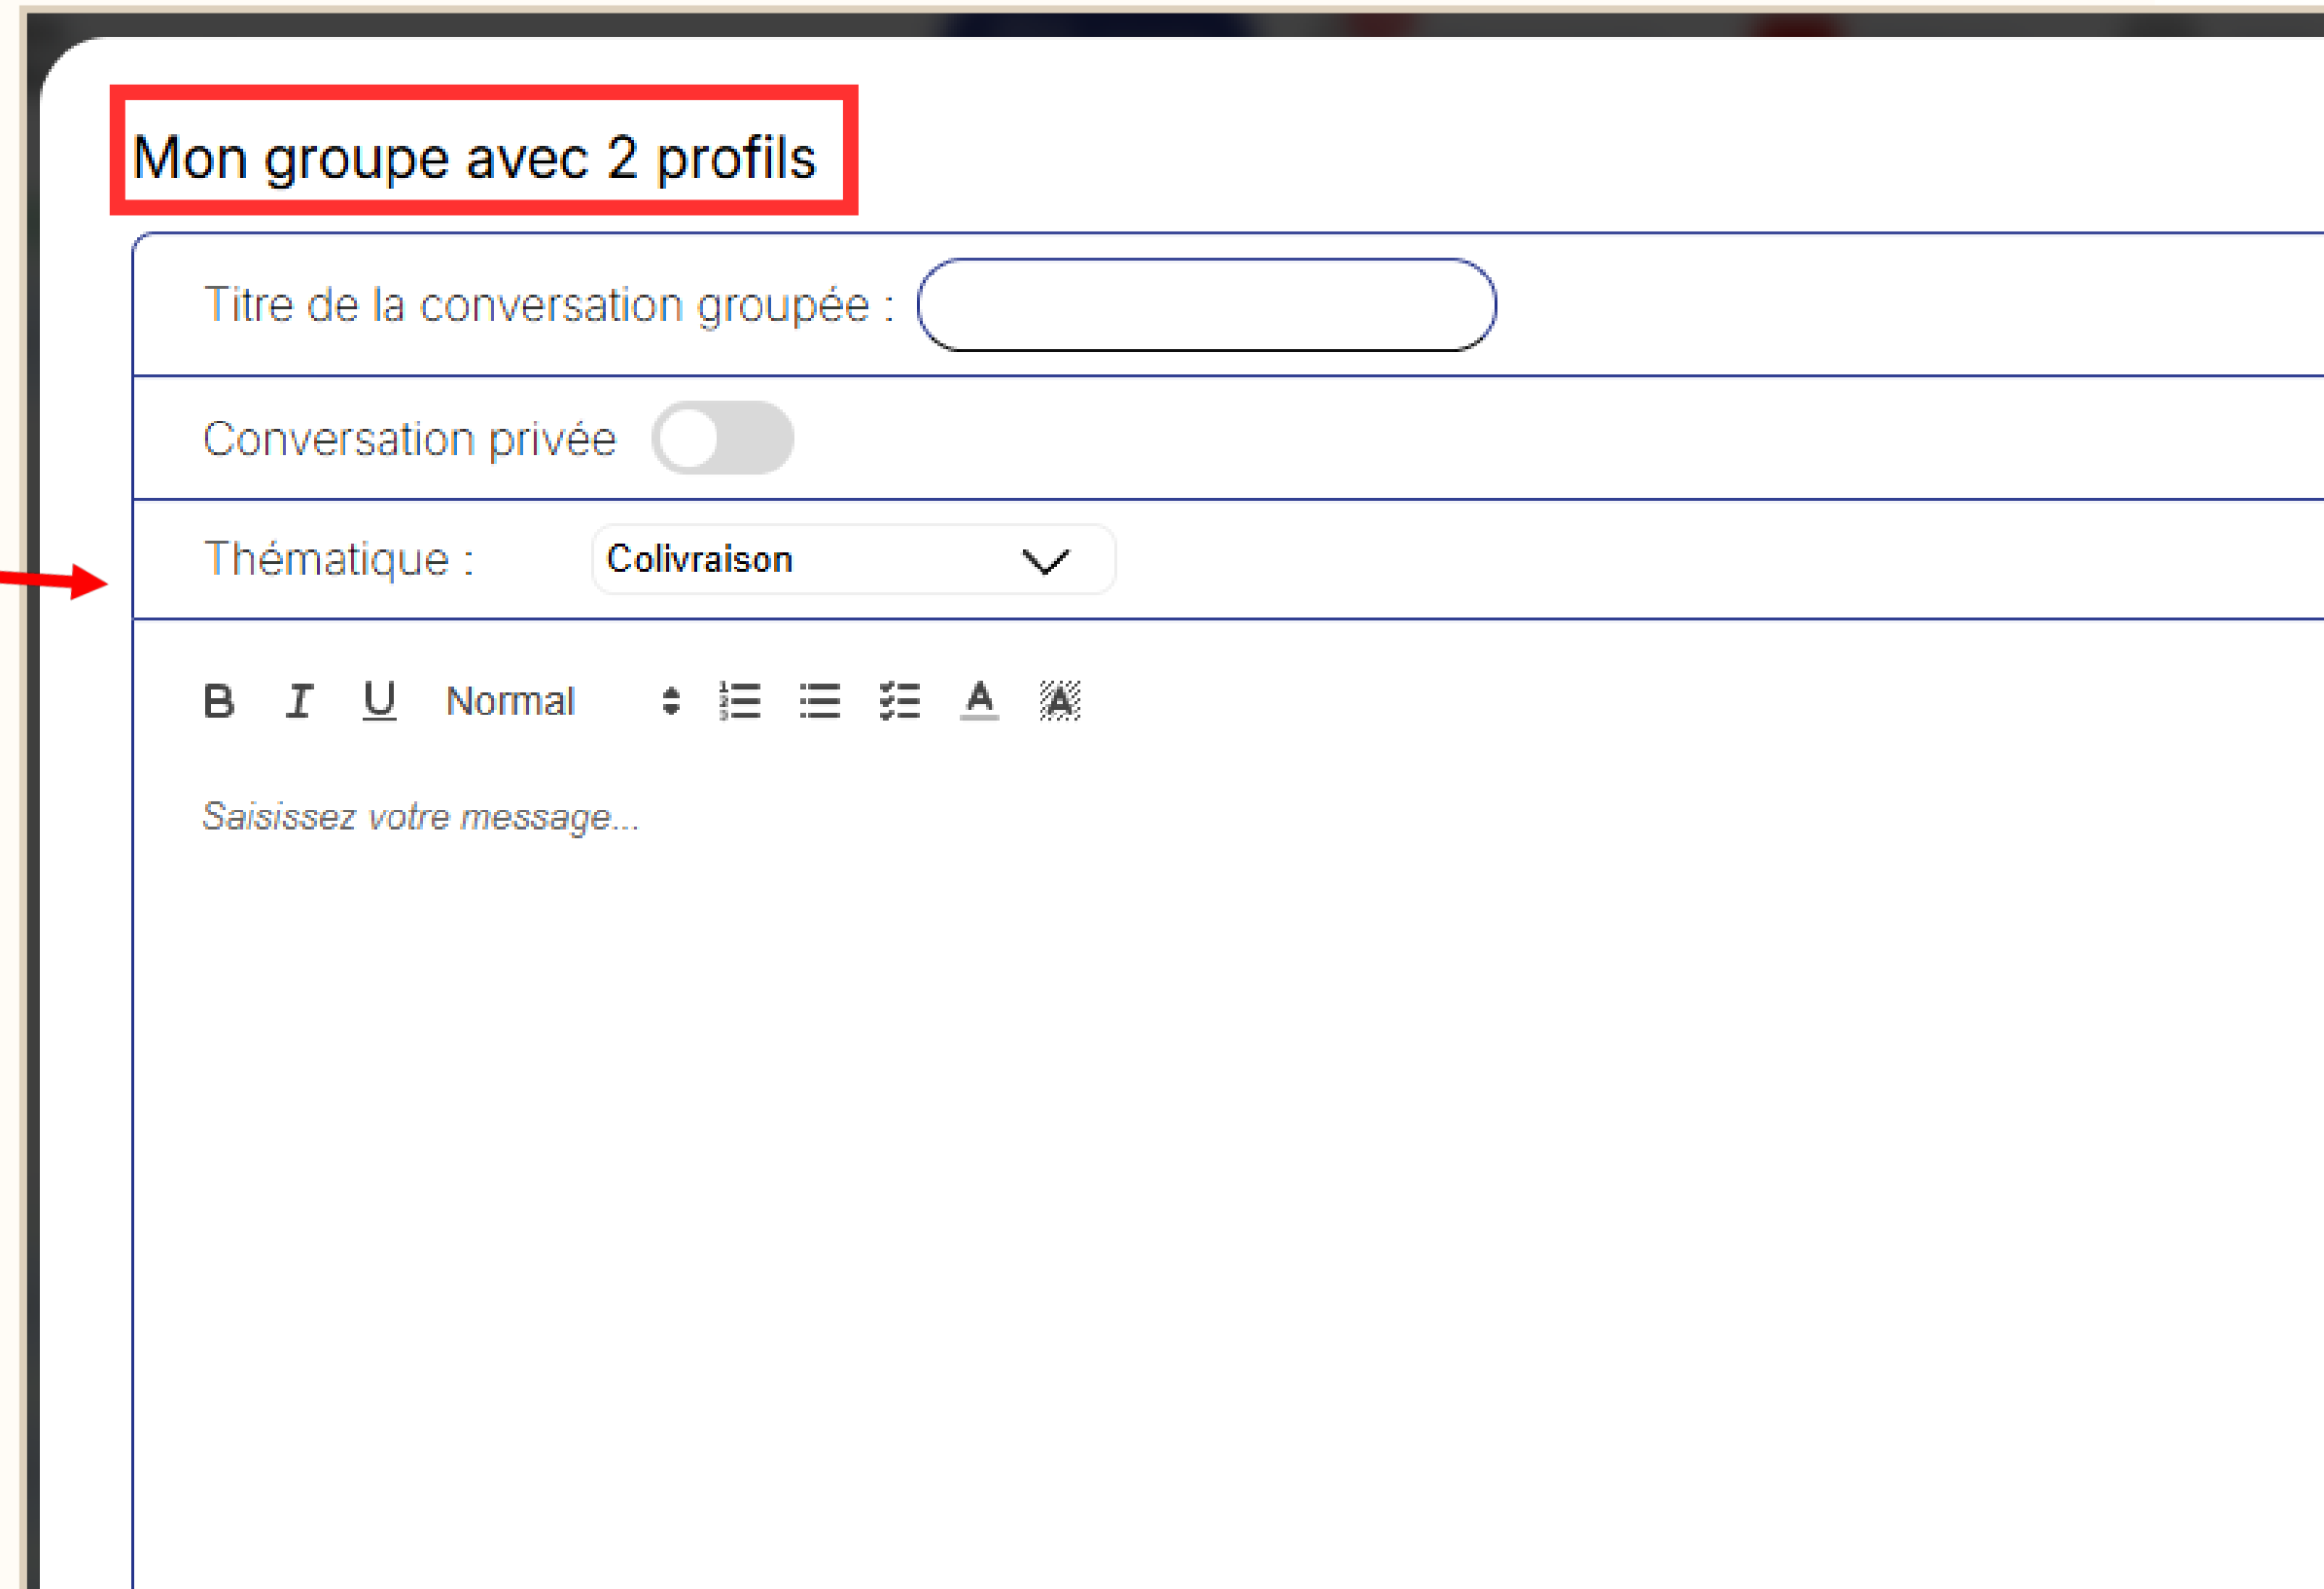 Mon groupe avec 2 profils
Titre de la conversation groupée :
Conversation privée
Thématique : Colivraison
B I U Normal A A
Saisissez votre message...